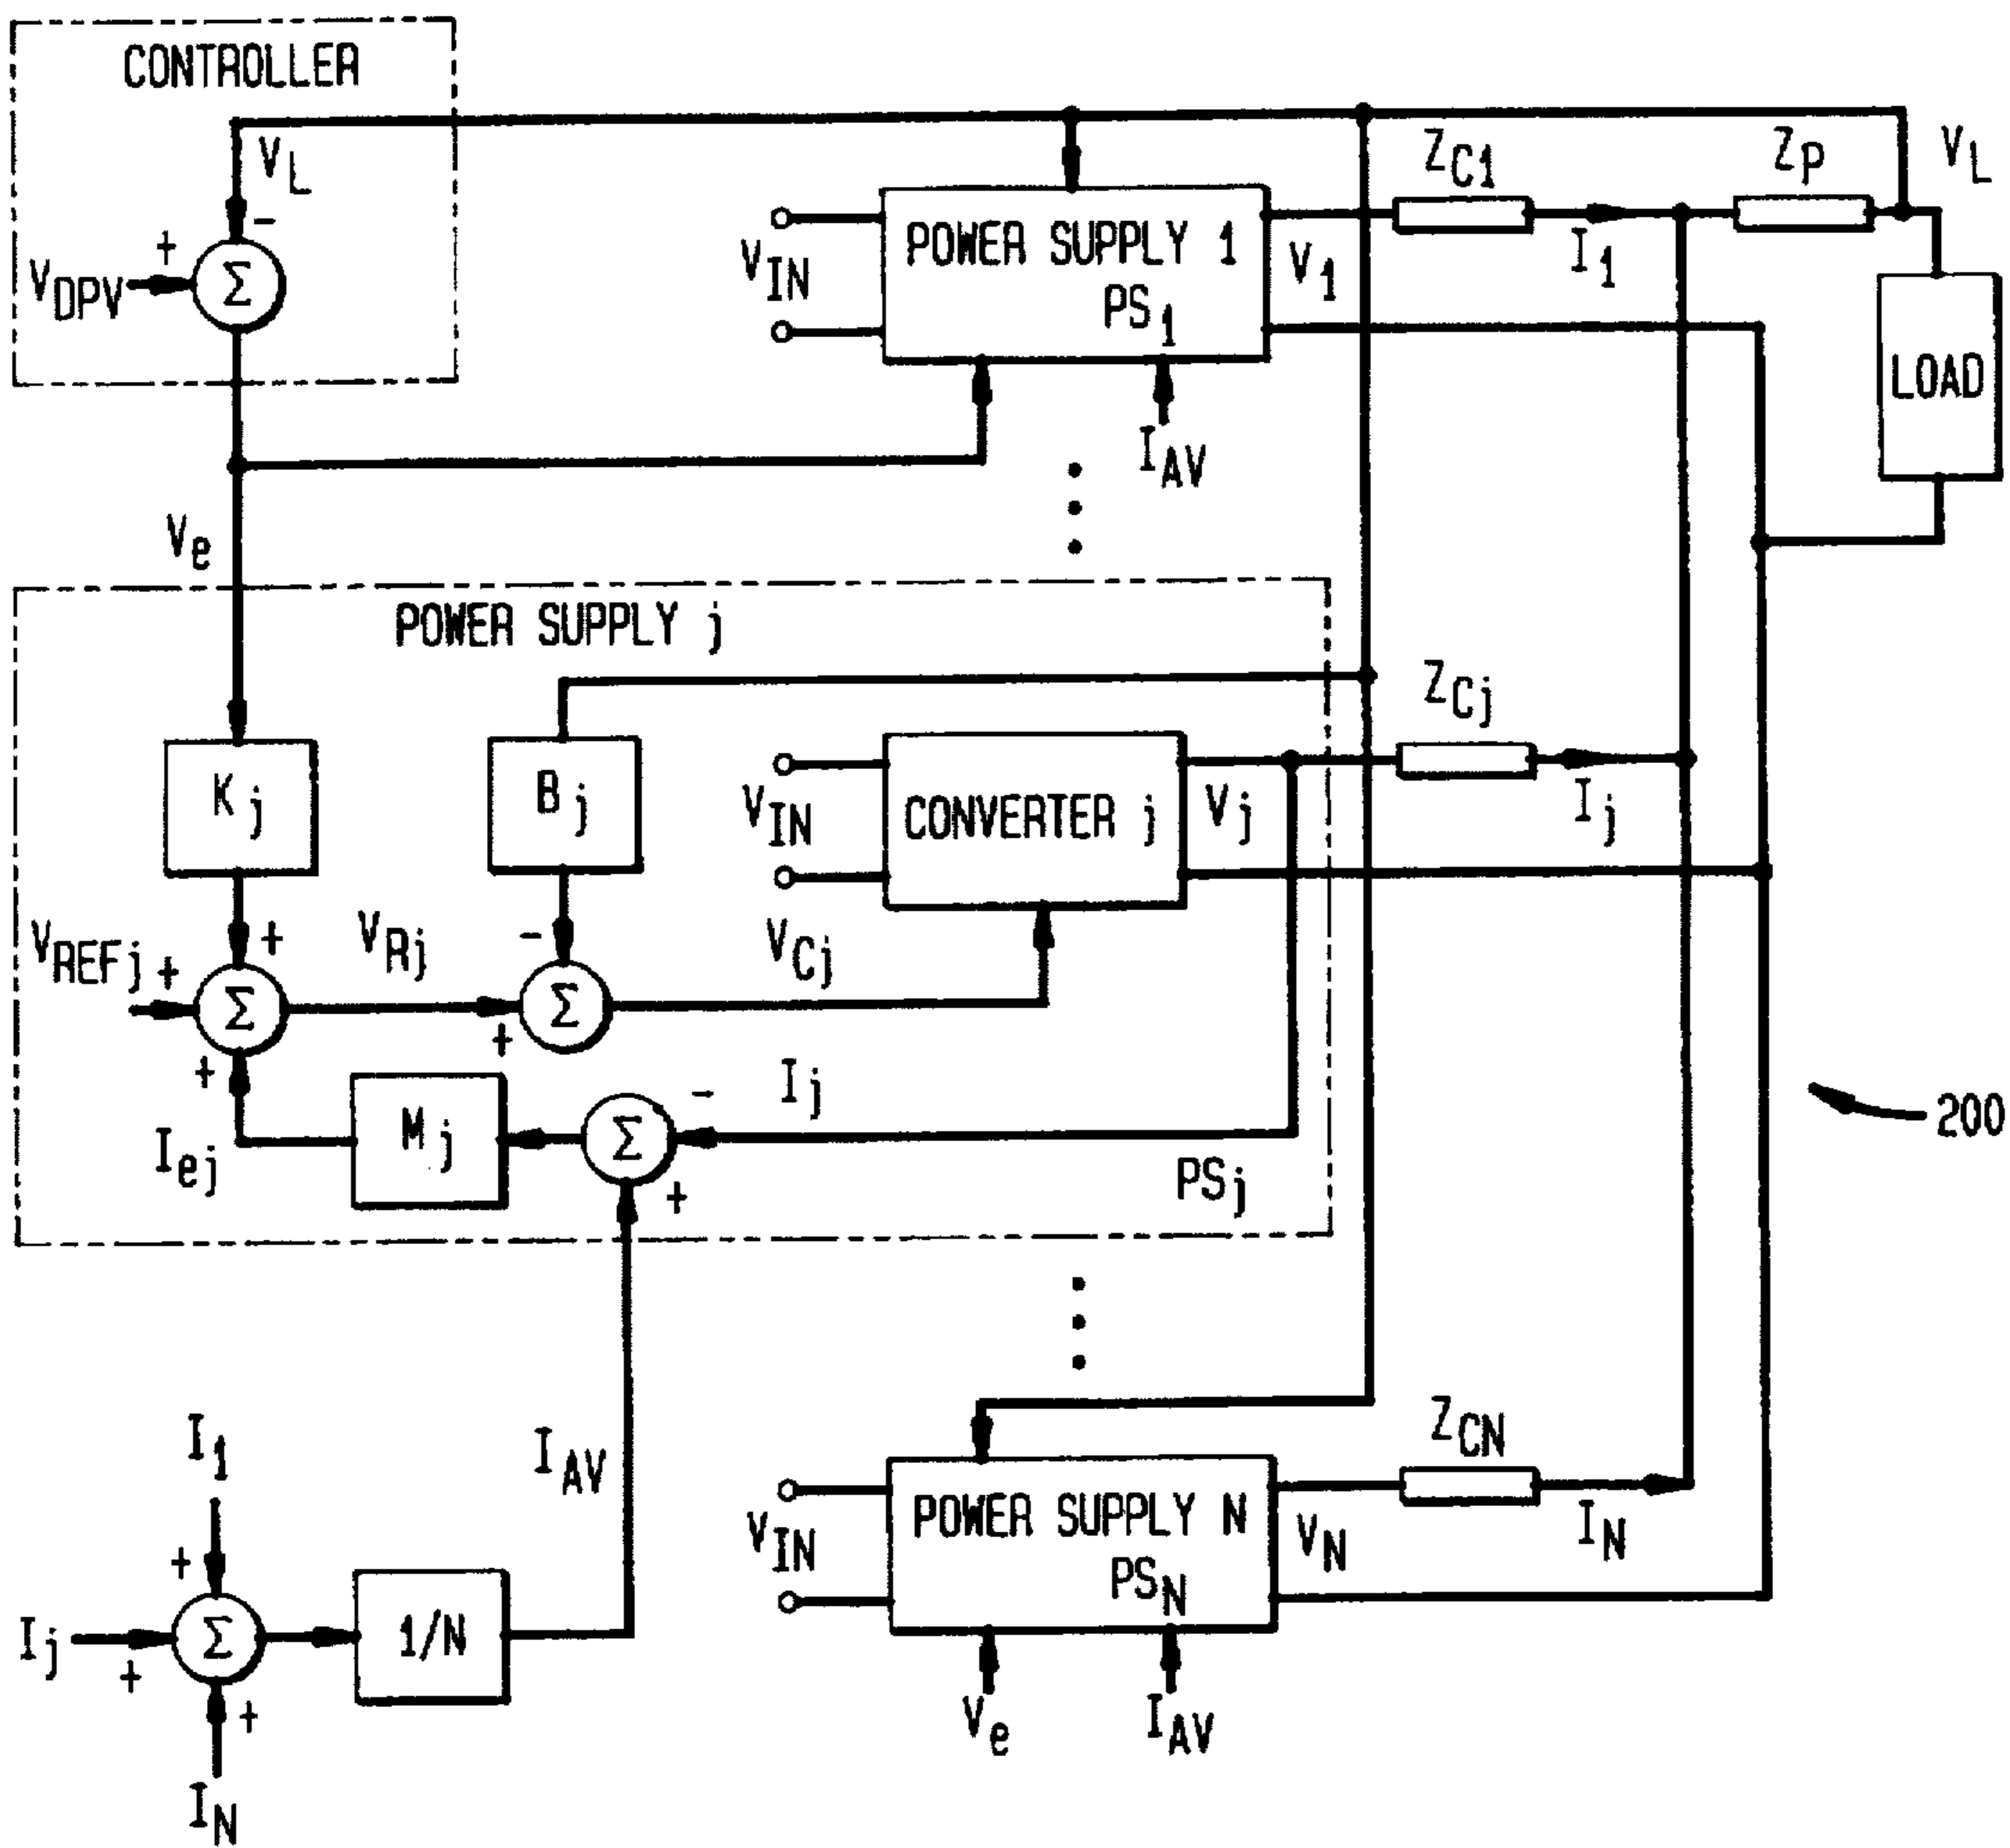 CONTROLLER
V_L
-
+
V_DPV
Σ
V_IN
POWER SUPPLY 1
PS_1
V_1
Z_C1
I_1
Z_P
V_L
LOAD
I_AV
V_e
POWER SUPPLY j
K_j
B_j
V_IN
CONVERTER j
V_j
Z_Cj
I_j
V_REFj
+
+
Σ
+
V_Rj
-
+
Σ
V_Cj
I_ej
M_j
Σ
-
+
I_j
PS_j
200
I_AV
I_1
+
I_j
+
Σ
+
I_N
1/N
V_IN
POWER SUPPLY N
PS_N
V_N
Z_CN
I_N
V_e
I_AV